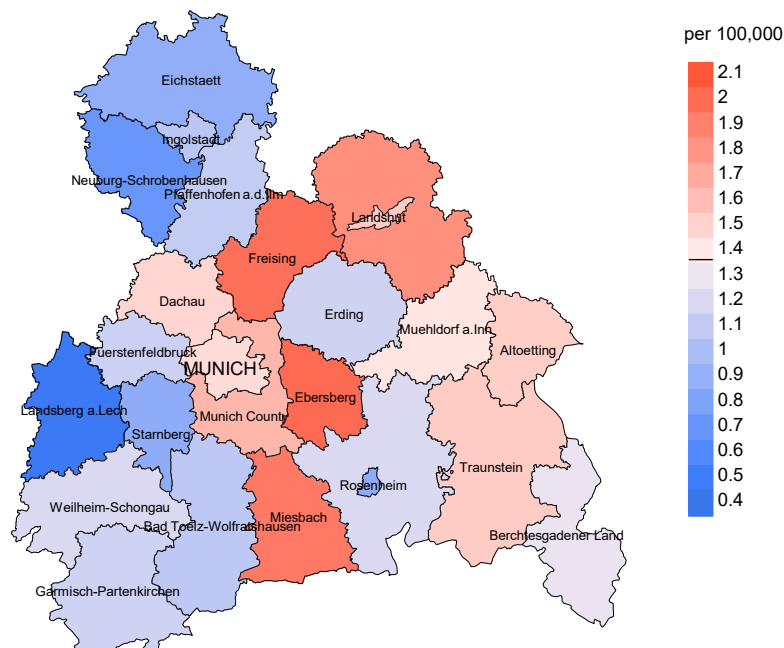 per 100,000
2.1
2
1.9
1.8
1.7
1.6
1.5
1.4
1.3
1.2
1.1
1
0.9
0.8
0.7
0.6
0.5
0.4
Eichstaett
Ingolstadt
Neuburg-Schrobenhausen
Pfaffenhofen a.d.Ilm
Landshut
Freising
Dachau
Erding
Muehldorf a.Inn
Altoetting
Fuerstenfeldbruck
MUNICH
Ebersberg
Landsberg a.Lech
Munich County
Starnberg
Traunstein
Rosenheim
Weilheim-Schongau
Miesbach
Bad Toelz-Wolfratshausen
Berchtesgadener Land
Garmisch-Partenkirchen